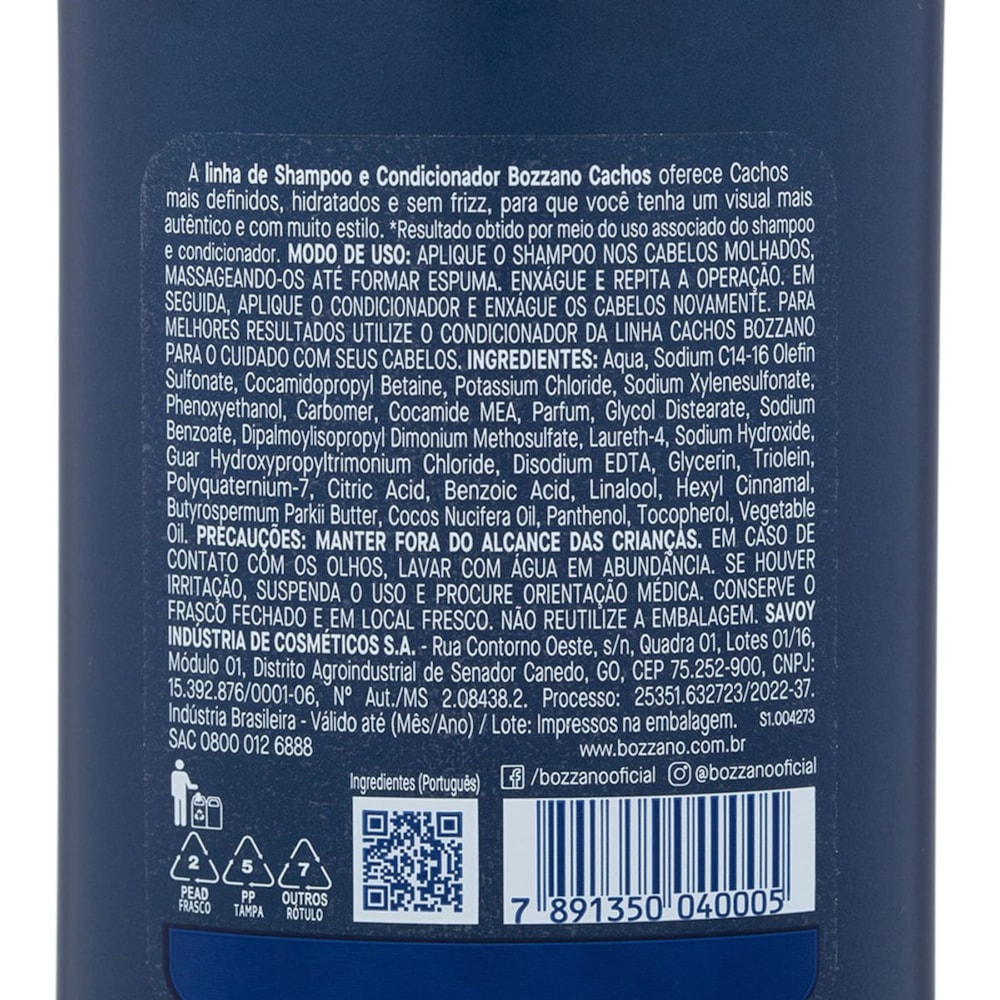 A linha de Shampoo e Condicionador Bozzano Cachos oferece Cachos
mais definidos, hidratados e sem frizz, para que você tenha um visual mais
autêntico e com muito estilo. *Resultado obtido por meio do uso associado do shampoo
e condicionador. MODO DE USO: APLIQUE O SHAMPOO NOS CABELOS MOLHADOS,
MASSAGEANDO-OS ATÉ FORMAR ESPUMA. ENXÁGUE E REPITA A OPERAÇÃO. EM
SEGUIDA, APLIQUE O CONDICIONADOR E ENXÁGUE OS CABELOS NOVAMENTE. PARA
MELHORES RESULTADOS UTILIZE O CONDICIONADOR DA LINHA CACHOS BOZZANO
PARA O CUIDADO COM SEUS CABELOS. INGREDIENTES: Aqua, Sodium C14-16 Olefin
Sulfonate, Cocamidopropyl Betaine, Potassium Chloride, Sodium Xylenesulfonate,
Phenoxyethanol, Carbomer, Cocamide MEA, Parfum, Glycol Distearate, Sodium
Benzoate, Dipalmoylisopropyl Dimonium Methosulfate, Laureth-4, Sodium Hydroxide,
Guar Hydroxypropyltrimonium Chloride, Disodium EDTA, Glycerin, Triolein,
Polyquaternium-7, Citric Acid, Benzoic Acid, Linalool, Hexyl Cinnamal,
Butyrospermum Parkii Butter, Cocos Nucifera Oil, Panthenol, Tocopherol, Vegetable
Oil. PRECAUÇÕES: MANTER FORA DO ALCANCE DAS CRIANÇAS. EM CASO DE
CONTATO COM OS OLHOS, LAVAR COM ÁGUA EM ABUNDÂNCIA. SE HOUVER
IRRITAÇÃO, SUSPENDA O USO E PROCURE ORIENTAÇÃO MÉDICA. CONSERVE O
FRASCO FECHADO E EM LOCAL FRESCO. NÃO REUTILIZE A EMBALAGEM. SAVOY
INDÚSTRIA DE COSMÉTICOS S.A. - Rua Contorno Oeste, s/n, Quadra 01, Lotes 01/16,
Módulo 01, Distrito Agroindustrial de Senador Canedo, GO, CEP 75.252-900, CNPJ:
15.392.876/0001-06, N° Aut./MS 2.08438.2. Processo: 25351.632723/2022-37.
Indústria Brasileira - Válido até (Mês/Ano) / Lote: Impressos na embalagem. S1.004273
SAC 0800 012 6888 www.bozzano.com.br
Ingredientes (Português) /bozzanooficial @bozzanooficial
2 5 7
PEAD PP OUTROS
FRASCO TAMPA RÓTULO
7 891350 040005